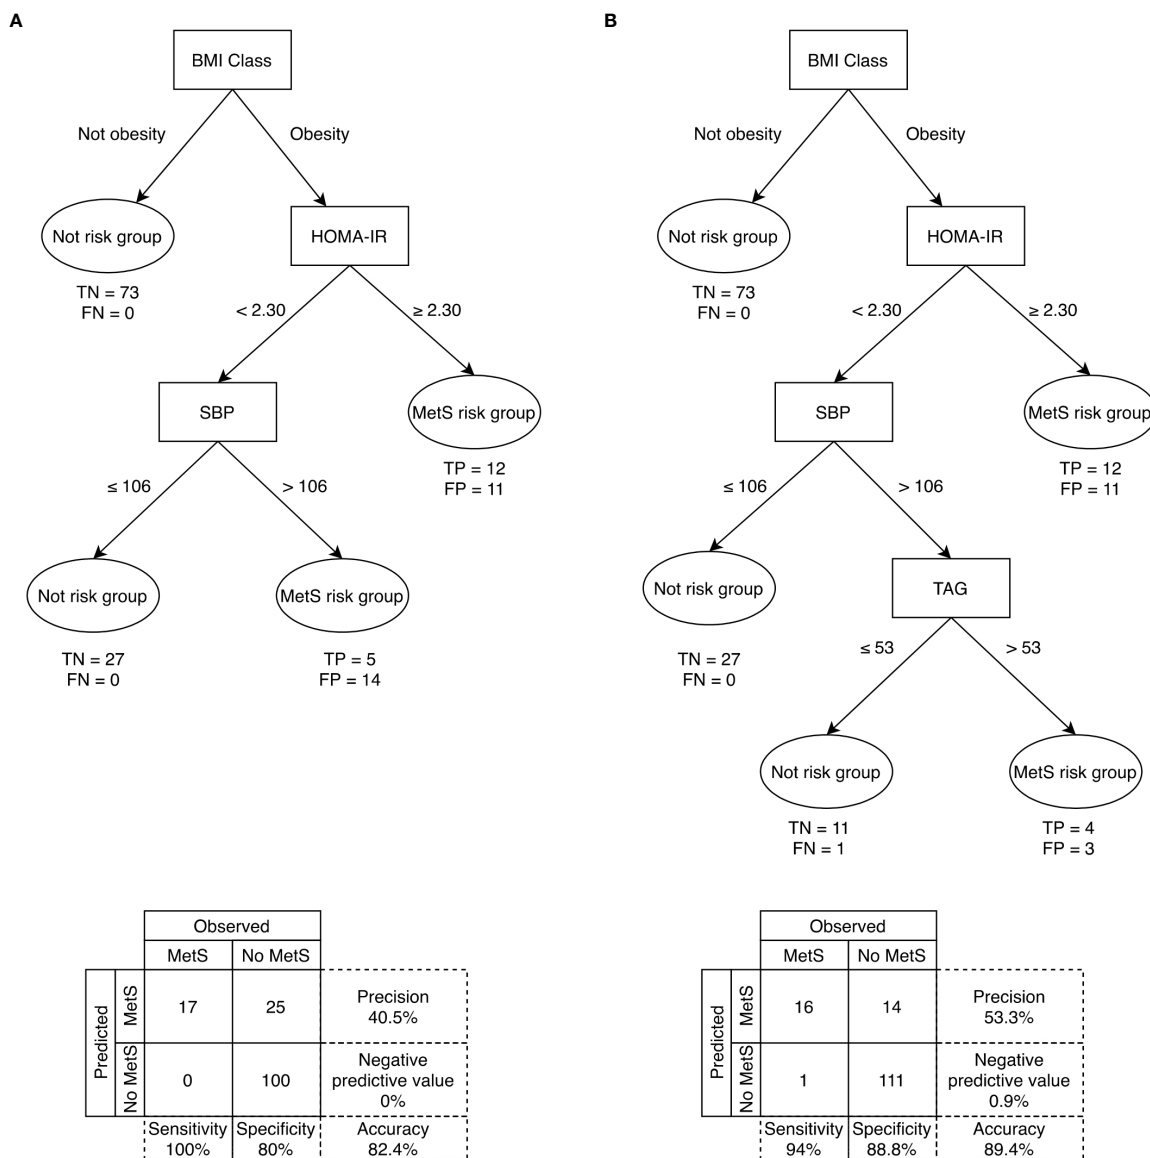 A
BMI Class
Not obesity
Obesity
Not risk group
HOMA-IR
TN = 73
FN = 0
< 2.30
≥ 2.30
SBP
MetS risk group
TP = 12
FP = 11
≤ 106
> 106
Not risk group
MetS risk group
TN = 27
FN = 0
TP = 5
FP = 14
Observed
MetS
No MetS
Predicted
MetS
17
25
Precision
40.5%
No MetS
0
100
Negative
predictive value
0%
Sensitivity
100%
Specificity
80%
Accuracy
82.4%
B
BMI Class
Not obesity
Obesity
Not risk group
HOMA-IR
TN = 73
FN = 0
< 2.30
≥ 2.30
SBP
MetS risk group
TP = 12
FP = 11
≤ 106
> 106
Not risk group
TAG
TN = 27
FN = 0
≤ 53
> 53
Not risk group
MetS risk group
TN = 11
FN = 1
TP = 4
FP = 3
Observed
MetS
No MetS
Predicted
MetS
16
14
Precision
53.3%
No MetS
1
111
Negative
predictive value
0.9%
Sensitivity
94%
Specificity
88.8%
Accuracy
89.4%